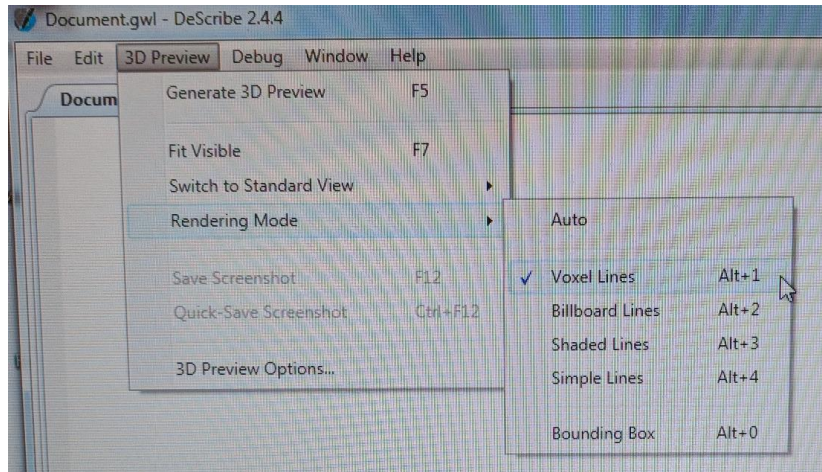 Document.gwl - DeScribe 2.4.4
File Edit 3D Preview Debug Window Help
Docum
Generate 3D Preview F5
Fit Visible F7
Switch to Standard View
Rendering Mode
Save Screenshot F12
Quick-Save Screenshot Ctrl+F12
3D Preview Options...
Auto
Voxel Lines Alt+1
Billboard Lines Alt+2
Shaded Lines Alt+3
Simple Lines Alt+4
Bounding Box Alt+0